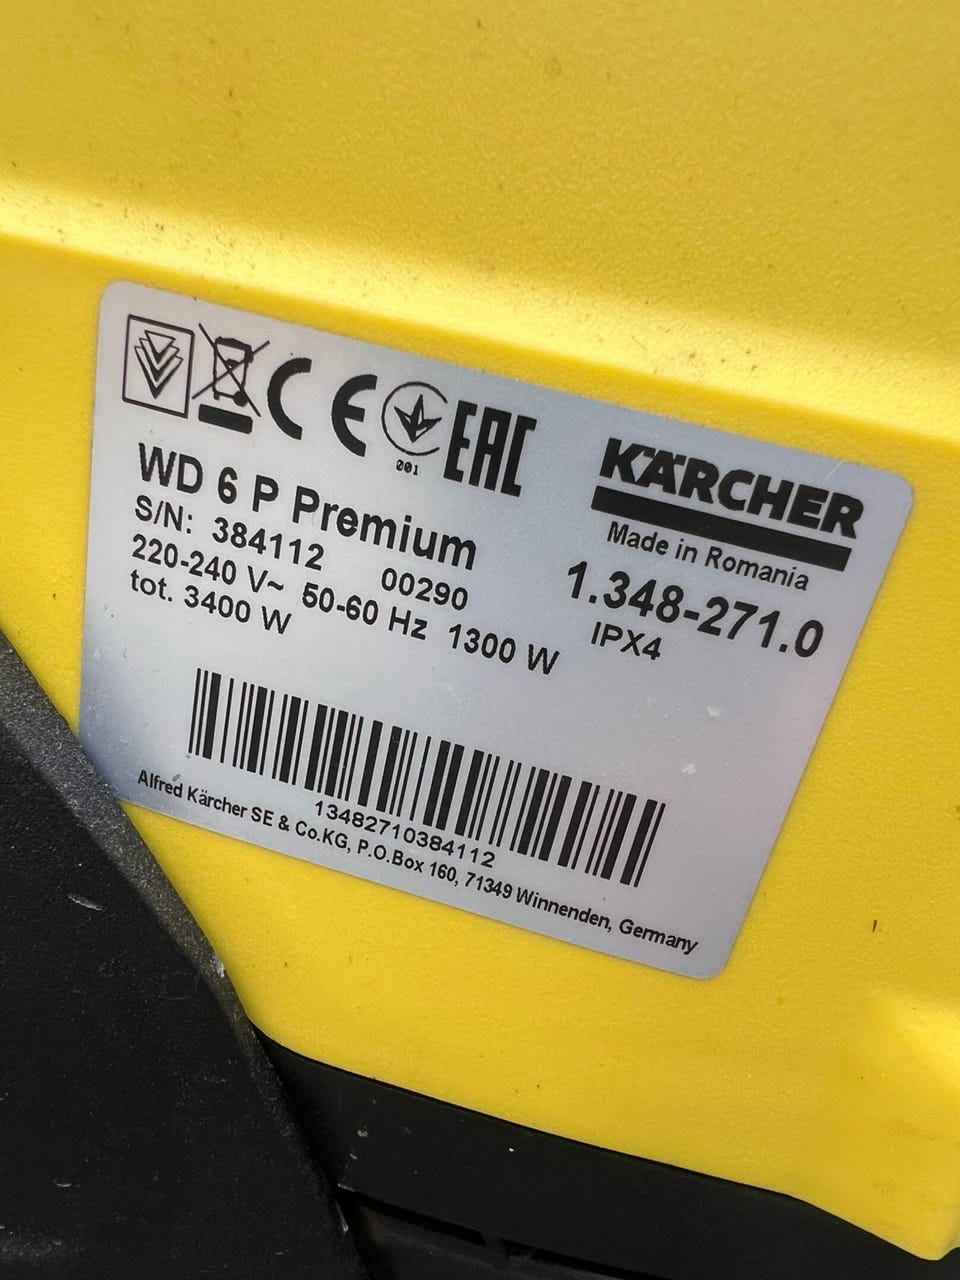 CE
201
EAC
KÄRCHER
Made in Romania
WD 6 P Premium
1.348-271.0
S/N: 384112 00290
IPX4
220-240 V~ 50-60 Hz 1300 W
tot. 3400 W
13482710384112
Alfred Kärcher SE & Co.KG, P.O.Box 160, 71349 Winnenden, Germany